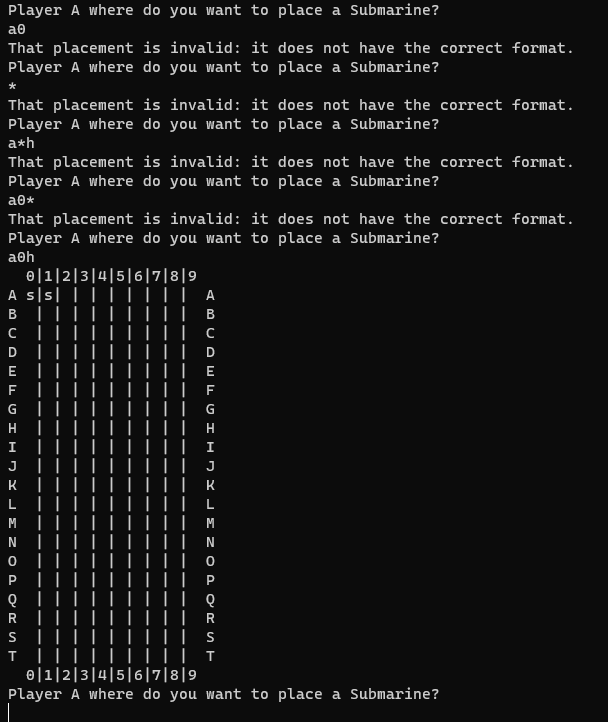 Player A where do you want to place a Submarine?
a0
That placement is invalid: it does not have the correct format.
Player A where do you want to place a Submarine?
*
That placement is invalid: it does not have the correct format.
Player A where do you want to place a Submarine?
a*h
That placement is invalid: it does not have the correct format.
Player A where do you want to place a Submarine?
a0*
That placement is invalid: it does not have the correct format.
Player A where do you want to place a Submarine?
a0h
  0|1|2|3|4|5|6|7|8|9
A s|s| | | | | | | |  A
B  | | | | | | | | |  B
C  | | | | | | | | |  C
D  | | | | | | | | |  D
E  | | | | | | | | |  E
F  | | | | | | | | |  F
G  | | | | | | | | |  G
H  | | | | | | | | |  H
I  | | | | | | | | |  I
J  | | | | | | | | |  J
K  | | | | | | | | |  K
L  | | | | | | | | |  L
M  | | | | | | | | |  M
N  | | | | | | | | |  N
O  | | | | | | | | |  O
P  | | | | | | | | |  P
Q  | | | | | | | | |  Q
R  | | | | | | | | |  R
S  | | | | | | | | |  S
T  | | | | | | | | |  T
  0|1|2|3|4|5|6|7|8|9
Player A where do you want to place a Submarine?